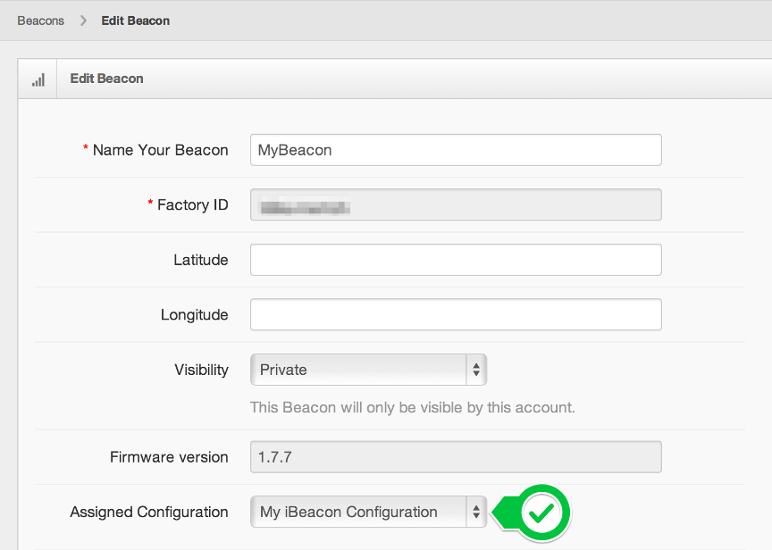 Beacons > Edit Beacon
Edit Beacon
* Name Your Beacon MyBeacon
* Factory ID
Latitude
Longitude
Visibility Private
This Beacon will only be visible by this account.
Firmware version 1.7.7
Assigned Configuration My iBeacon Configuration